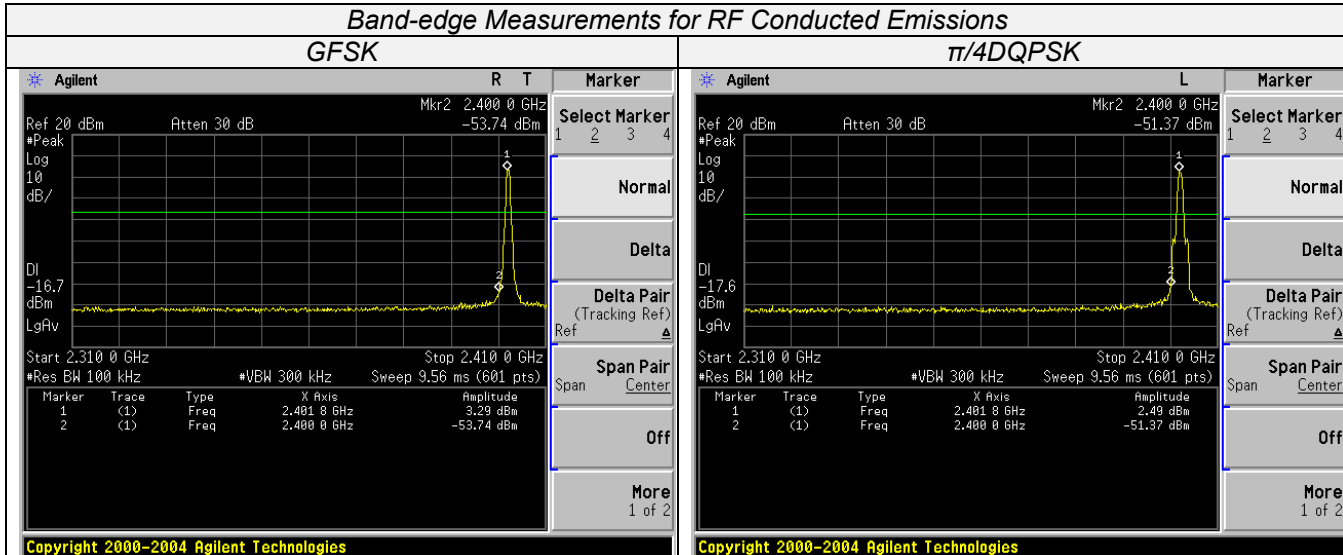 Band-edge Measurements for RF Conducted Emissions
GFSK
π/4DQPSK
Agilent R T Marker
Mkr2 2.400 0 GHz
Ref 20 dBm Atten 30 dB -53.74 dBm
#Peak
Log
10
dB/
1
2
DI
-16.7
dBm
LgAv
Start 2.310 0 GHz Stop 2.410 0 GHz
#Res BW 100 kHz #VBW 300 kHz Sweep 9.56 ms (601 pts)
Marker Trace Type X Axis Amplitude
1 (1) Freq 2.401 8 GHz 3.29 dBm
2 (1) Freq 2.400 0 GHz -53.74 dBm
Select Marker
1 2 3 4
Normal
Delta
Delta Pair
(Tracking Ref)
Ref Δ
Span Pair
Span Center
Off
More
1 of 2
Copyright 2000-2004 Agilent Technologies
Agilent L Marker
Mkr2 2.400 0 GHz
Ref 20 dBm Atten 30 dB -51.37 dBm
#Peak
Log
10
dB/
1
2
DI
-17.6
dBm
LgAv
Start 2.310 0 GHz Stop 2.410 0 GHz
#Res BW 100 kHz #VBW 300 kHz Sweep 9.56 ms (601 pts)
Marker Trace Type X Axis Amplitude
1 (1) Freq 2.401 8 GHz 2.49 dBm
2 (1) Freq 2.400 0 GHz -51.37 dBm
Select Marker
1 2 3 4
Normal
Delta
Delta Pair
(Tracking Ref)
Ref Δ
Span Pair
Span Center
Off
More
1 of 2
Copyright 2000-2004 Agilent Technologies